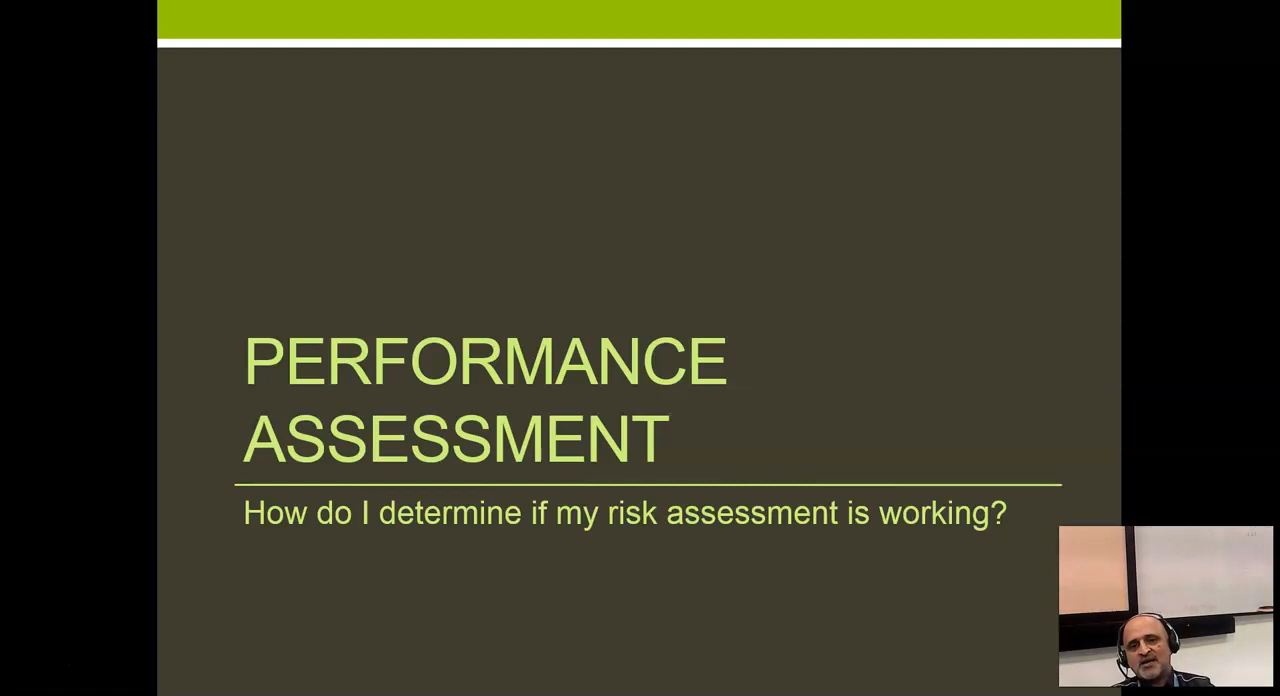 PERFORMANCE
ASSESSMENT
How do I determine if my risk assessment is working?